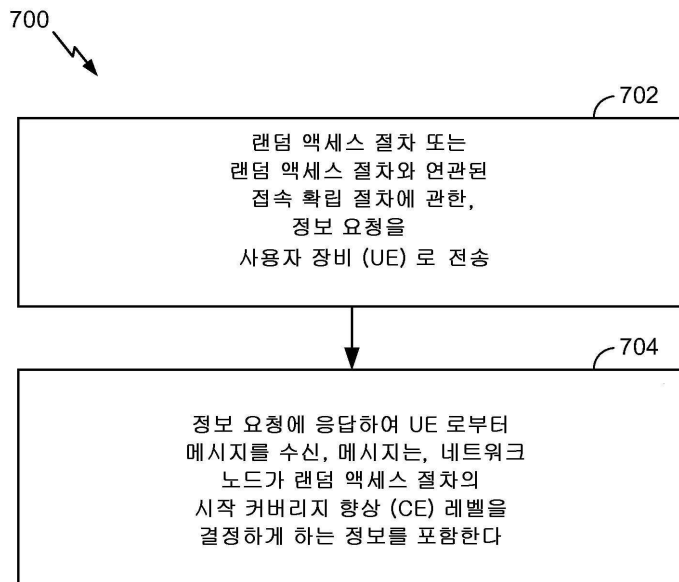 700
702
랜덤 액세스 절차 또는
랜덤 액세스 절차와 연관된
접속 확립 절차에 관한,
정보 요청을
사용자 장비 (UE) 로 전송
704
정보 요청에 응답하여 UE 로부터
메시지를 수신, 메시지는, 네트워크
노드가 랜덤 액세스 절차의
시작 커버리지 향상 (CE) 레벨을
결정하게 하는 정보를 포함한다